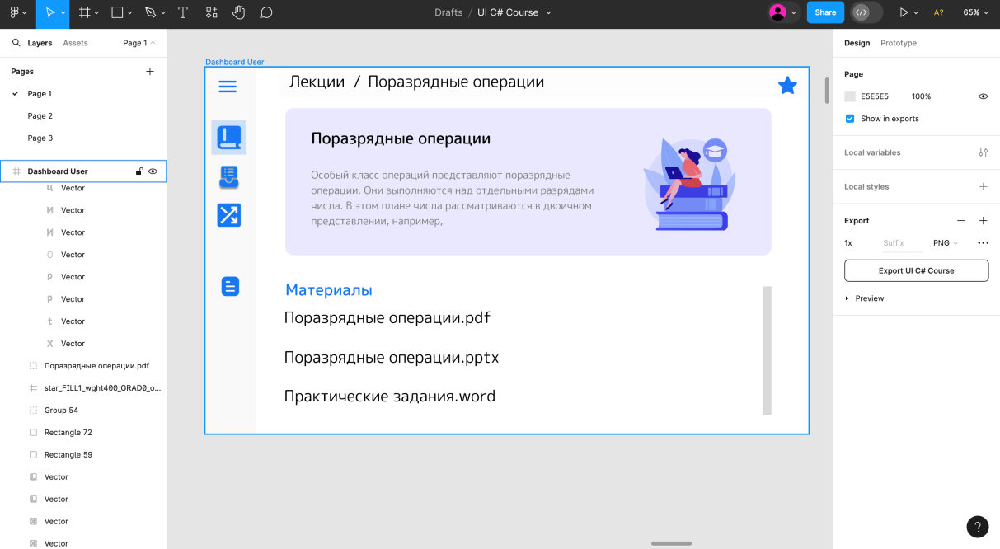 Drafts / UI C# Course
Share
A?
65%
Layers
Assets
Page 1
Pages
Page 1
Page 2
Page 3
Dashboard User
Vector
Vector
Vector
Vector
Vector
Vector
Vector
Vector
Поразрядные операции.pdf
star_FILL1_wght400_GRAD0_o...
Group 54
Rectangle 72
Rectangle 59
Vector
Vector
Vector
Vector
Dashboard User
Лекции / Поразрядные операции
Поразрядные операции
Особый класс операций представляют поразрядные
операции. Они выполняются над отдельными разрядами
числа. В этом плане числа рассматриваются в двоичном
представлении, например,
Материалы
Поразрядные операции.pdf
Поразрядные операции.pptx
Практические задания.word
Design
Prototype
Page
E5E5E5
100%
Show in exports
Local variables
Local styles
Export
1x
Suffix
PNG
Export UI C# Course
Preview
?